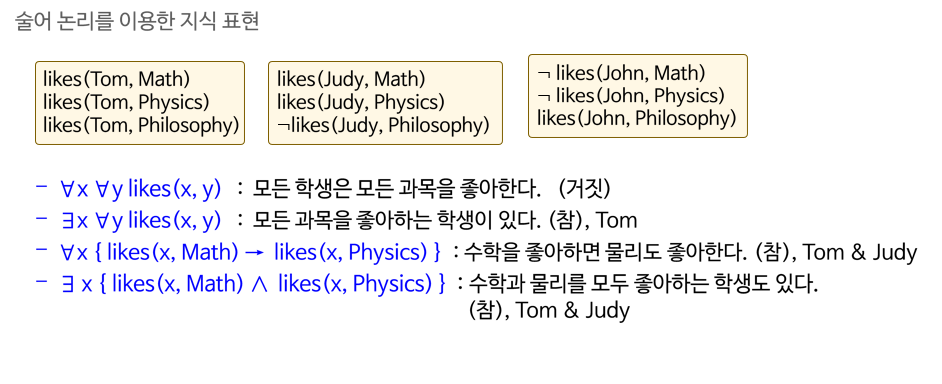 술어 논리를 이용한 지식 표현
likes(Tom, Math)
likes(Tom, Physics)
likes(Tom, Philosophy)
likes(Judy, Math)
likes(Judy, Physics)
¬likes(Judy, Philosophy)
¬ likes(John, Math)
¬ likes(John, Physics)
likes(John, Philosophy)
– ∀x ∀y likes(x, y) : 모든 학생은 모든 과목을 좋아한다. (거짓)
– ∃x ∀y likes(x, y) : 모든 과목을 좋아하는 학생이 있다. (참), Tom
– ∀x { likes(x, Math) → likes(x, Physics) } : 수학을 좋아하면 물리도 좋아한다. (참), Tom & Judy
– ∃ x { likes(x, Math) ∧ likes(x, Physics) } : 수학과 물리를 모두 좋아하는 학생도 있다.
(참), Tom & Judy